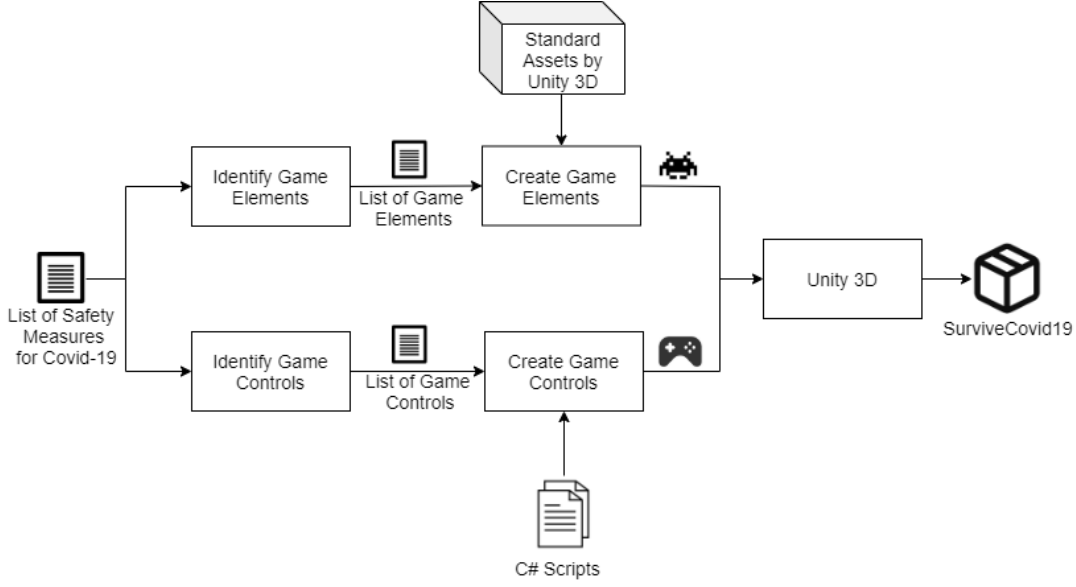 Standard
Assets by
Unity 3D
Identify Game
Elements
List of Game
Elements
Create Game
Elements
List of Safety
Measures
for Covid-19
Unity 3D
SurviveCovid19
Identify Game
Controls
List of Game
Controls
Create Game
Controls
C# Scripts